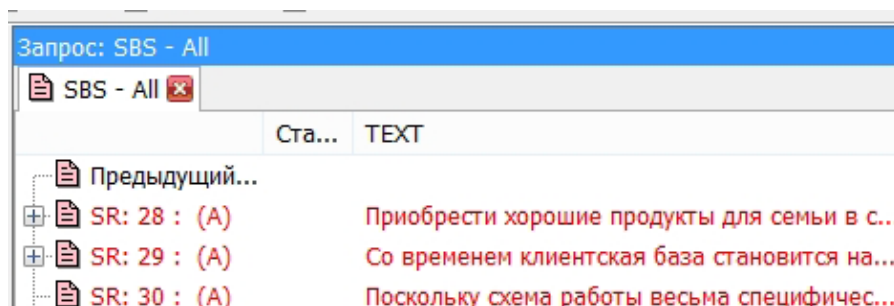 Запрос: SBS - All
SBS - All
Ста... TEXT
Предыдущий...
SR: 28 : (A) Приобрести хорошие продукты для семьи в с...
SR: 29 : (A) Со временем клиентская база становится на...
SR: 30 : (A) Поскольку схема работы весьма специфичес...